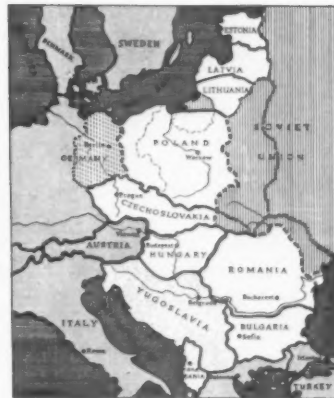 DENMARK
SWEDEN
ESTONIA
LATVIA
LITHUANIA
SOVIET
UNION
Berlin
GERMANY
POLAND
Warsaw
Prague
CZECHOSLOVAKIA
Vienna
AUSTRIA
Budapest
HUNGARY
ROMANIA
Bucharest
Belgrade
YUGOSLAVIA
BULGARIA
Sofia
ITALY
Rome
TURKEY